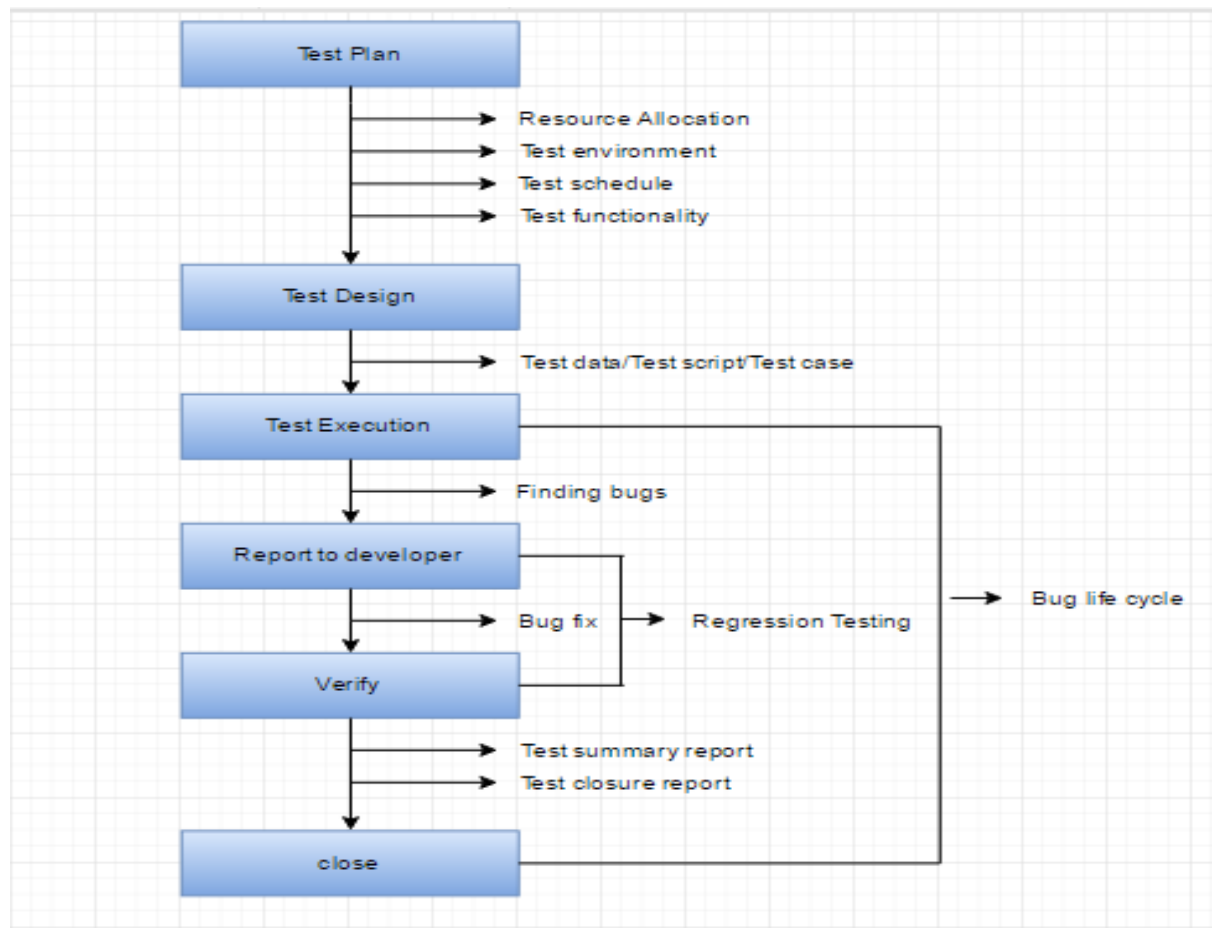 Test Plan
Resource Allocation
Test environment
Test schedule
Test functionality
Test Design
Test data/Test script/Test case
Test Execution
Finding bugs
Report to developer
Bug fix
Regression Testing
Bug life cycle
Verify
Test summary report
Test closure report
close